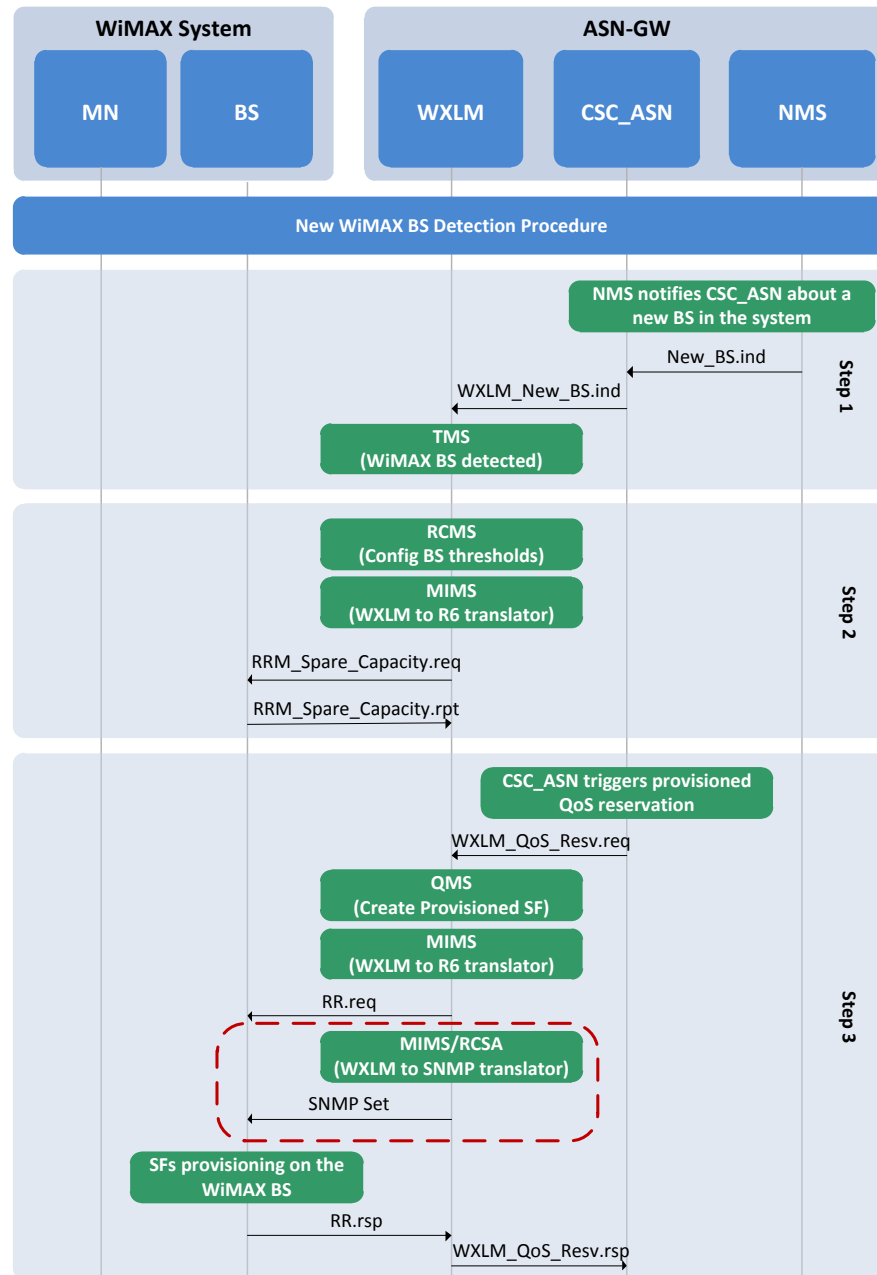 WiMAX System
ASN-GW
MN
BS
WXLM
CSC_ASN
NMS
New WiMAX BS Detection Procedure
NMS notifies CSC_ASN about a
new BS in the system
New_BS.ind
WXLM_New_BS.ind
TMS
(WiMAX BS detected)
Step 1
RCMS
(Config BS thresholds)
MIMS
(WXLM to R6 translator)
RRM_Spare_Capacity.req
RRM_Spare_Capacity.rpt
Step 2
CSC_ASN triggers provisioned
QoS reservation
WXLM_QoS_Resv.req
QMS
(Create Provisioned SF)
MIMS
(WXLM to R6 translator)
RR.req
MIMS/RCSA
(WXLM to SNMP translator)
SNMP Set
SFs provisioning on the
WiMAX BS
RR.rsp
WXLM_QoS_Resv.rsp
Step 3